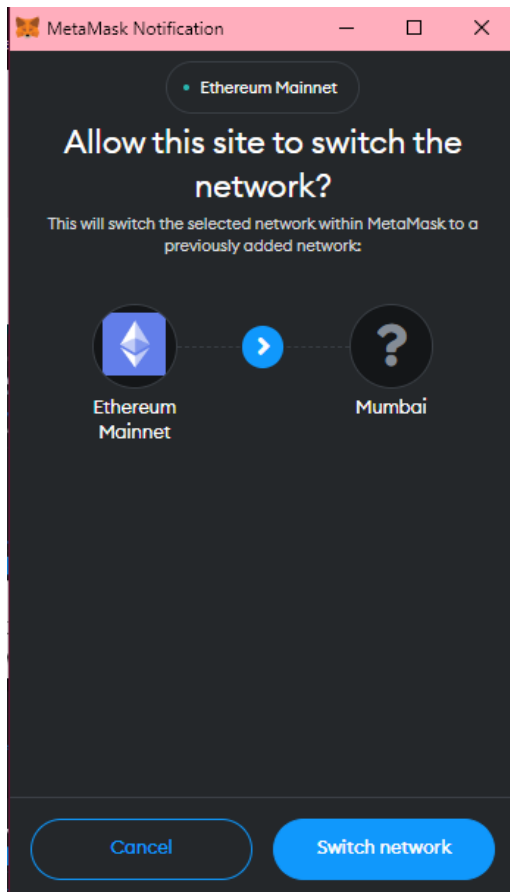 MetaMask Notification
Ethereum Mainnet
Allow this site to switch the
network?
This will switch the selected network within MetaMask to a
previously added network:
?
Ethereum
Mainnet
Mumbai
Cancel
Switch network